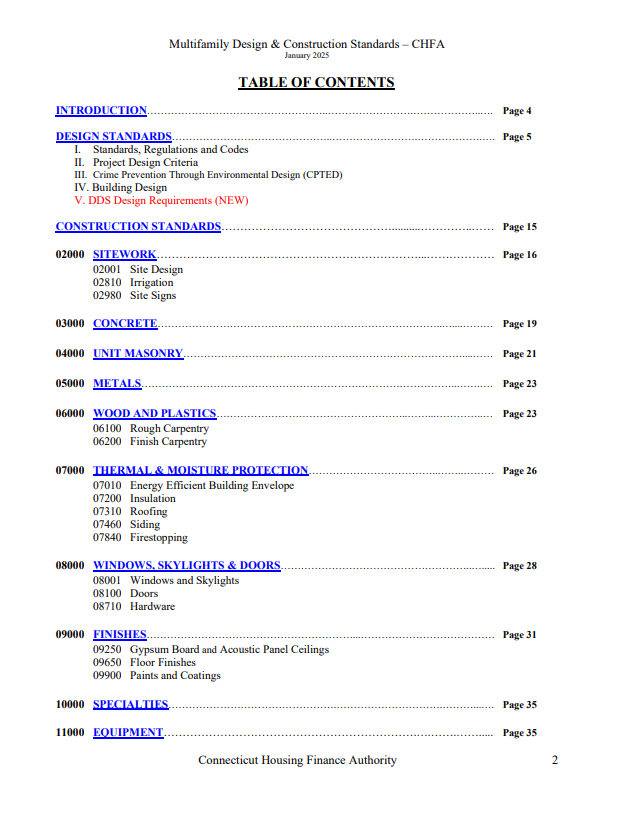 Multifamily Design & Construction Standards – CHFA
January 2025
TABLE OF CONTENTS
INTRODUCTION……………………………………………………………………………...…. Page 4
DESIGN STANDARDS……………………………………………………………………….…. Page 5
I. Standards, Regulations and Codes
II. Project Design Criteria
III. Crime Prevention Through Environmental Design (CPTED)
IV. Building Design
V. DDS Design Requirements (NEW)
CONSTRUCTION STANDARDS……………………………………..........………………..…… Page 15
02000 SITEWORK……………………………………………………………...……………… Page 16
02001 Site Design
02810 Irrigation
02980 Site Signs
03000 CONCRETE……………………………………………………………...…...……… Page 19
04000 UNIT MASONRY……………………………………………………………….....…… Page 21
05000 METALS……………………………………………………………………...…...……… Page 23
06000 WOOD AND PLASTICS…………………………………………...……………...…..…. Page 23
06100 Rough Carpentry
06200 Finish Carpentry
07000 THERMAL & MOISTURE PROTECTION……………………………...…..……… Page 26
07010 Energy Efficient Building Envelope
07200 Insulation
07310 Roofing
07460 Siding
07840 Firestopping
08000 WINDOWS, SKYLIGHTS & DOORS……………………………………………...…….... Page 28
08001 Windows and Skylights
08100 Doors
08710 Hardware
09000 FINISHES………………………………………………...…………………………… Page 31
09250 Gypsum Board and Acoustic Panel Ceilings
09650 Floor Finishes
09900 Paints and Coatings
10000 SPECIALTIES……………………………………………………………………...…. Page 35
11000 EQUIPMENT……………………………………………………………………….…..... Page 35
Connecticut Housing Finance Authority 2